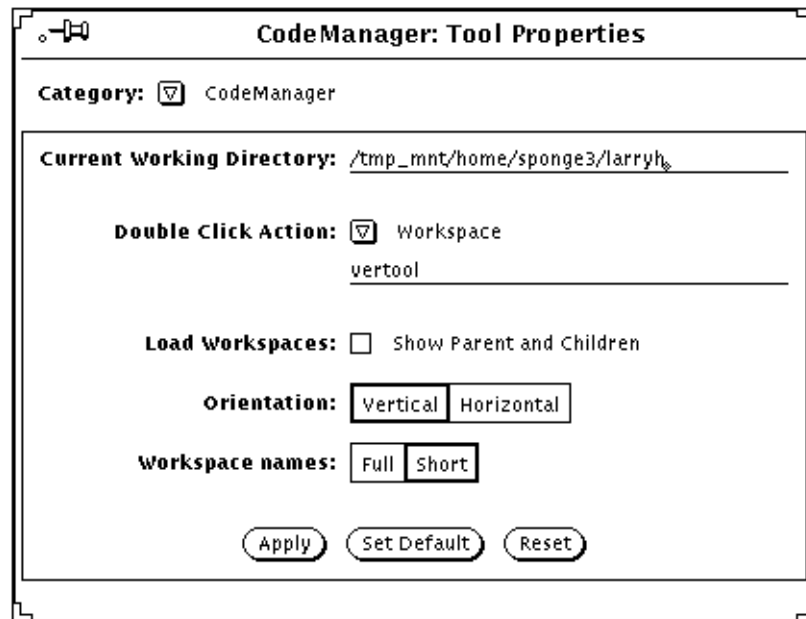 CodeManager: Tool Properties
Category: CodeManager
Current Working Directory: /tmp_mnt/home/sponge3/larryh
Double Click Action: Workspace
vertool
Load Workspaces: Show Parent and Children
Orientation: Vertical Horizontal
Workspace names: Full Short
Apply Set Default Reset